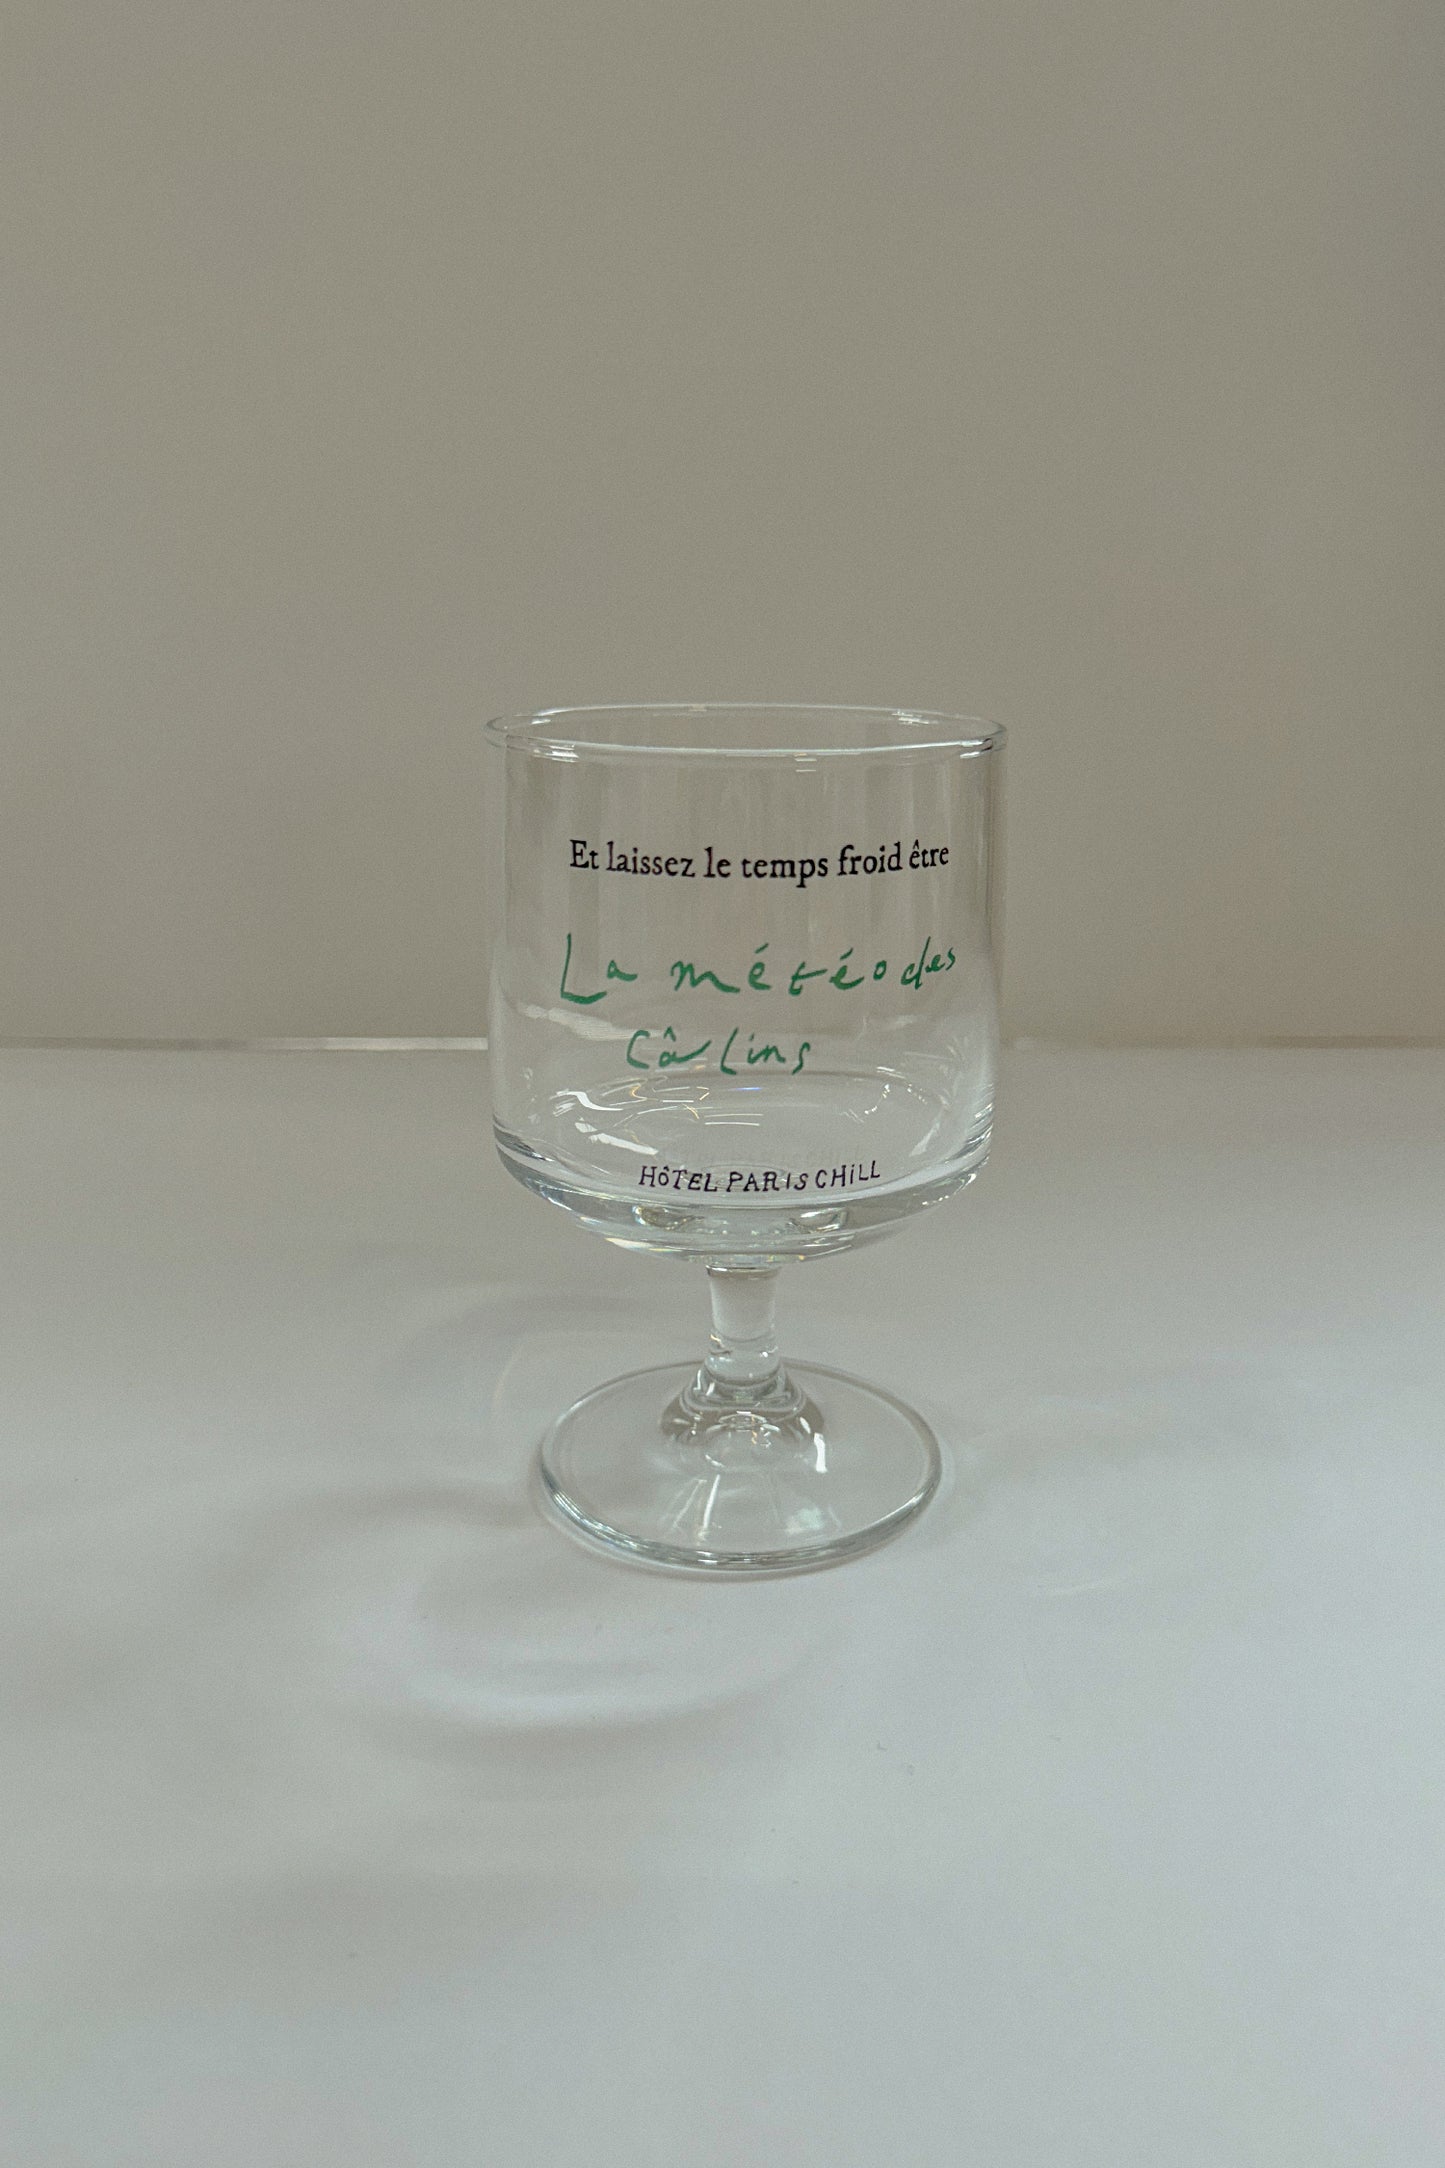 Et laissez le temps froid être
La météo des
Câlins
HôTEL PARiS CHiLL